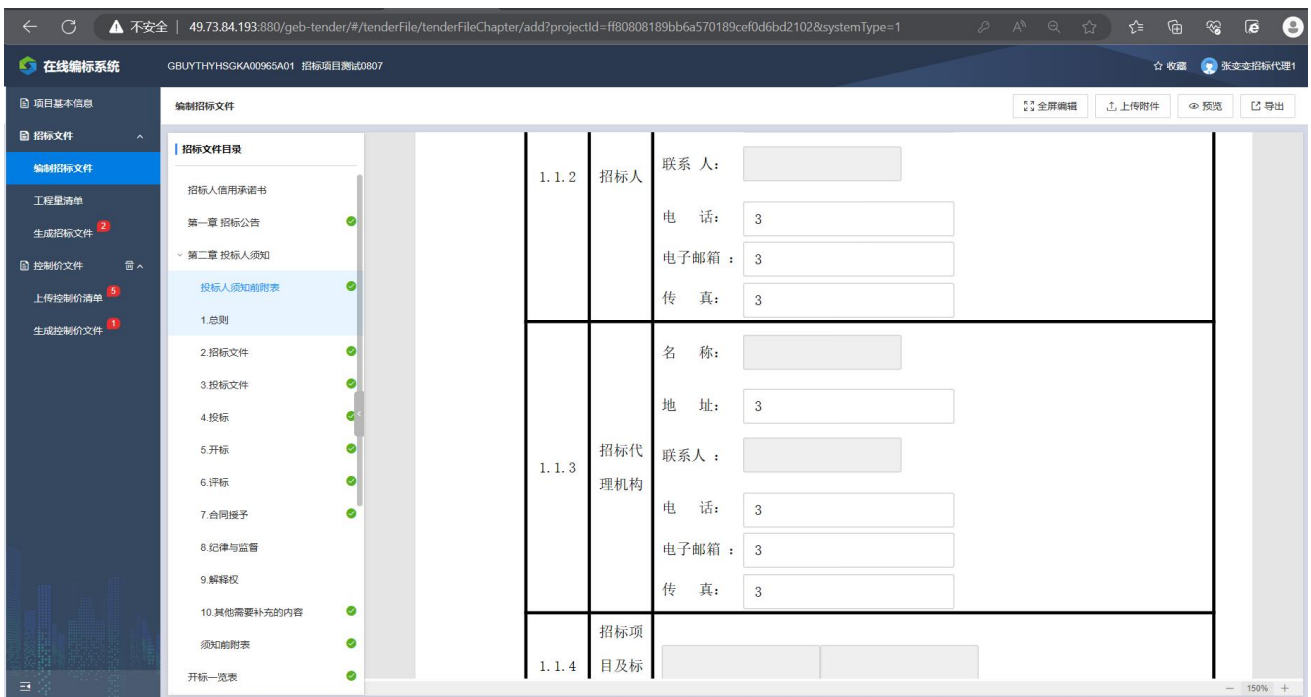 不安全 | 49.73.84.193:880/geb-tender/#/tenderFile/tenderFileChapter/add?projectId=ff80808189bb6a570189cef0d6bd2102&systemType=1
在线编标系统
GBUYTHYHSGKA00965A01 招标项目测试0807
收藏
张变变招标代理1
项目基本信息
招标文件
编制招标文件
工程量清单
生成招标文件 2
控制价文件
上传控制价清单 5
生成控制价文件 1
编制招标文件
全屏编辑
上传附件
预览
导出
招标文件目录
招标人信用承诺书
第一章 招标公告
第二章 投标人须知
投标人须知前附表
1.总则
2.招标文件
3.投标文件
4.投标
5.开标
6.评标
7.合同授予
8.纪律与监督
9.解释权
10.其他需要补充的内容
须知前附表
开标一览表
1.1.2
招标人
联系 人:
电 话: 3
电子邮箱 : 3
传 真: 3
1.1.3
招标代
理机构
名 称:
地 址: 3
联系人 :
电 话: 3
电子邮箱 : 3
传 真: 3
1.1.4
招标项
目及标
— 150% +